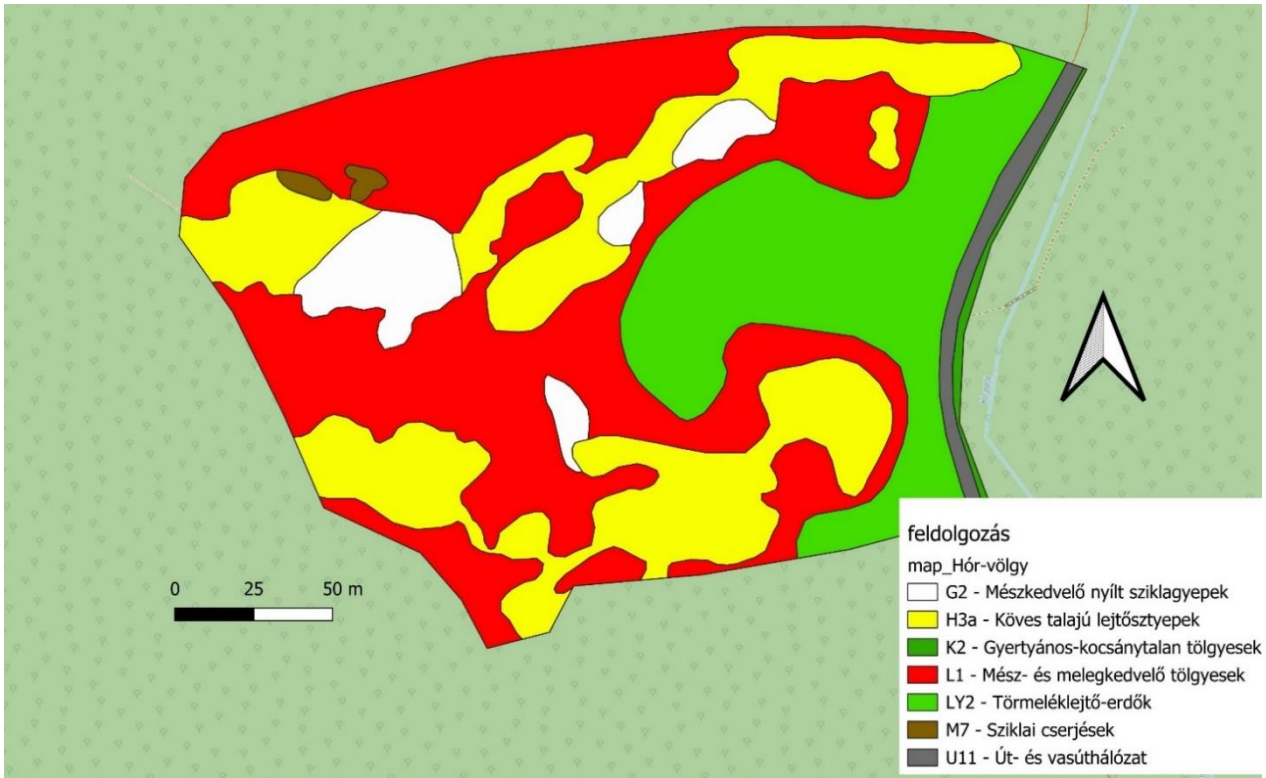 0 25 50 m
feldolgozás
map_Hór-völgy
G2 - Mészkedvelő nyílt sziklagyepek
H3a - Köves talajú lejtősztyepek
K2 - Gyertyános-kocsánytalan tölgyesek
L1 - Mész- és melegkedvelő tölgyesek
LY2 - Törmeléklejtő-erdők
M7 - Sziklai cserjések
U11 - Út- és vasúthálózat